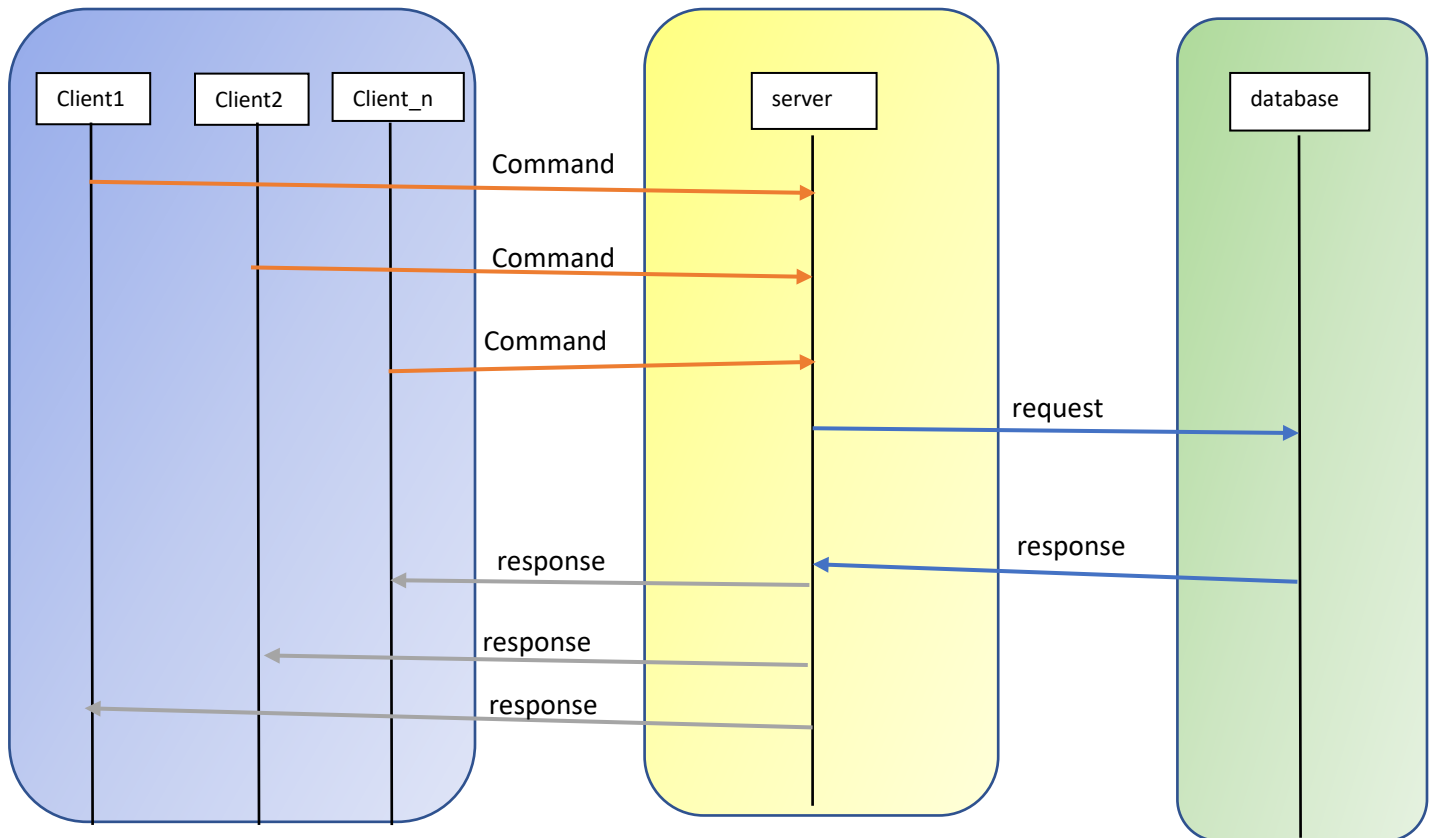 Client1
Client2
Client_n
server
database
Command
Command
Command
request
response
response
response
response